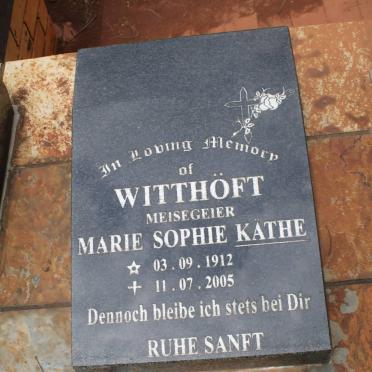 In Loving Memory
of
WITTHÖFT
MEISEGEIER
MARIE SOPHIE KÄTHE
☆ 03.09.1912
✝ 11.07.2005
Dennoch bleibe ich stets bei Dir
RUHE SANFT